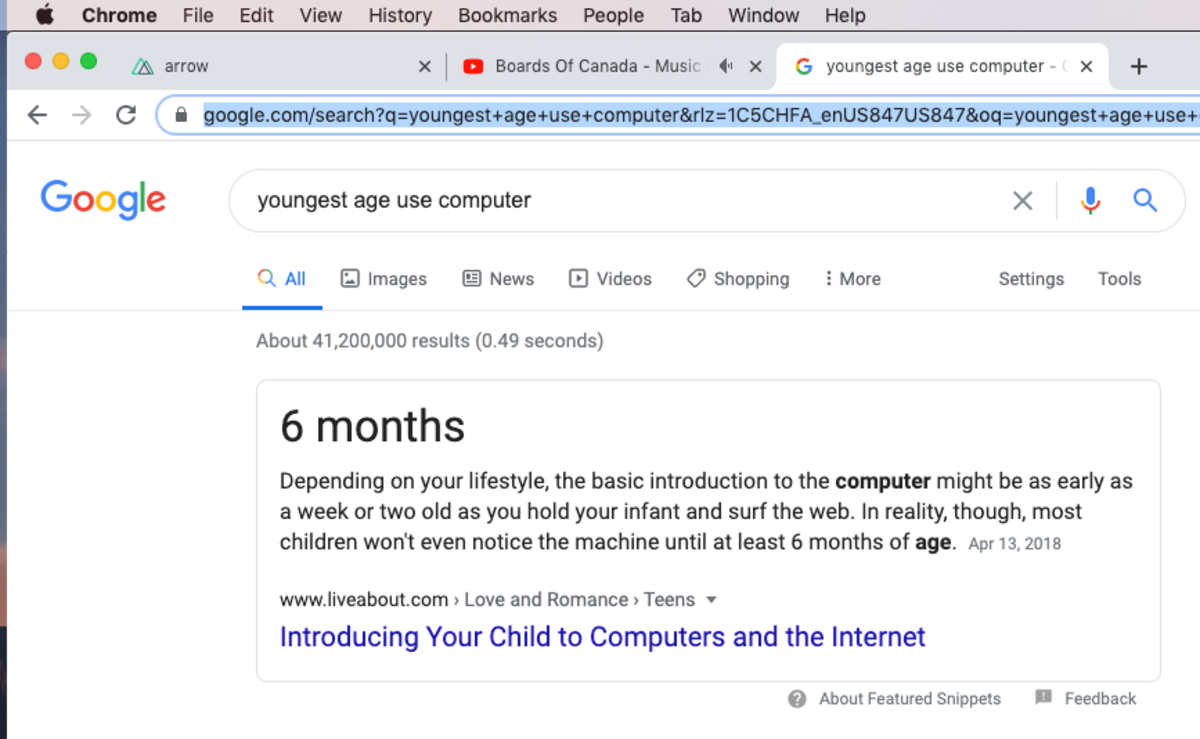 Chrome File Edit View History Bookmarks People Tab Window Help
arrow Boards Of Canada - Music youngest age use computer -
google.com/search?q=youngest+age+use+computer&rlz=1C5CHFA_enUS847US847&oq=youngest+age+use+
Google youngest age use computer
All Images News Videos Shopping More Settings Tools
About 41,200,000 results (0.49 seconds)
6 months
Depending on your lifestyle, the basic introduction to the computer might be as early as
a week or two old as you hold your infant and surf the web. In reality, though, most
children won't even notice the machine until at least 6 months of age. Apr 13, 2018
www.liveabout.com › Love and Romance › Teens
Introducing Your Child to Computers and the Internet
About Featured Snippets Feedback